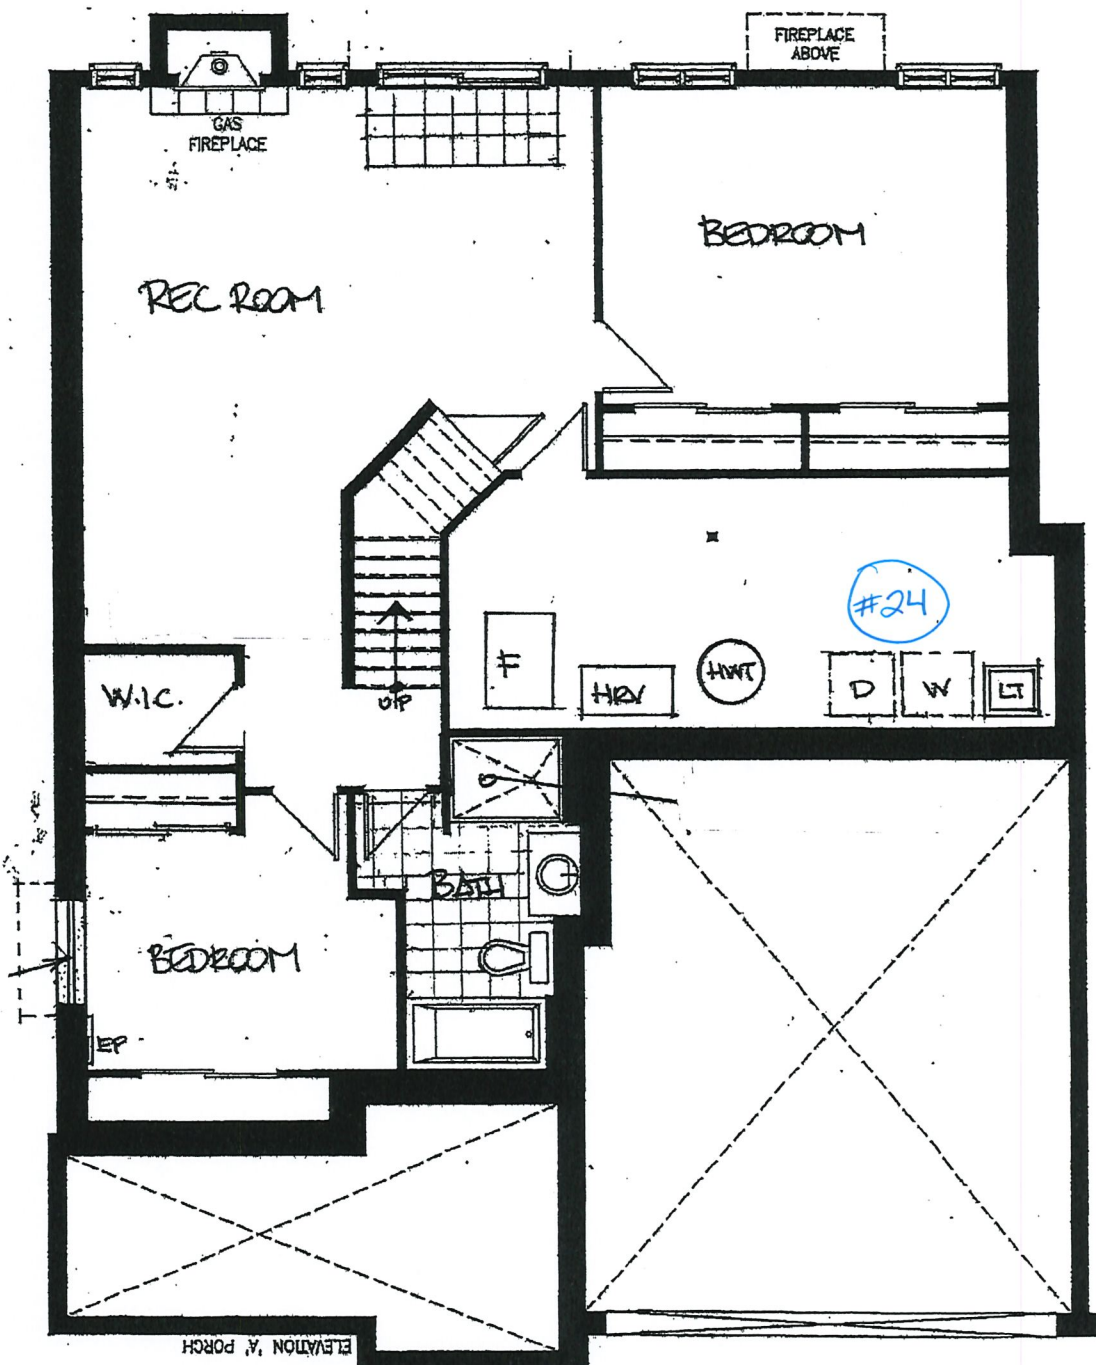 FIREPLACE
ABOVE
GAS
FIREPLACE
BEDROOM
REC ROOM
#24
F
HRV
HWT
D
W
LT
W.I.C.
UP
BATH
BEDROOM
EP
ELEVATION 'A' PORCH